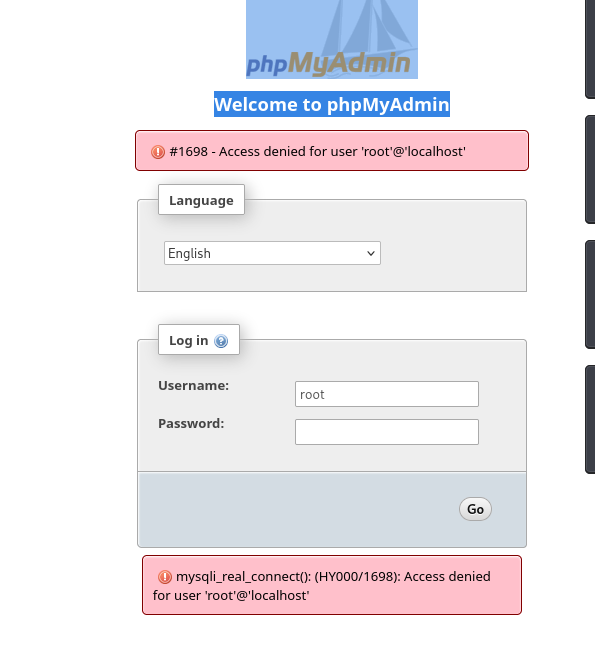 phpMyAdmin
Welcome to phpMyAdmin
#1698 - Access denied for user 'root'@'localhost'
Language
English
Log in
Username:
root
Password:
Go
mysqli_real_connect(): (HY000/1698): Access denied
for user 'root'@'localhost'